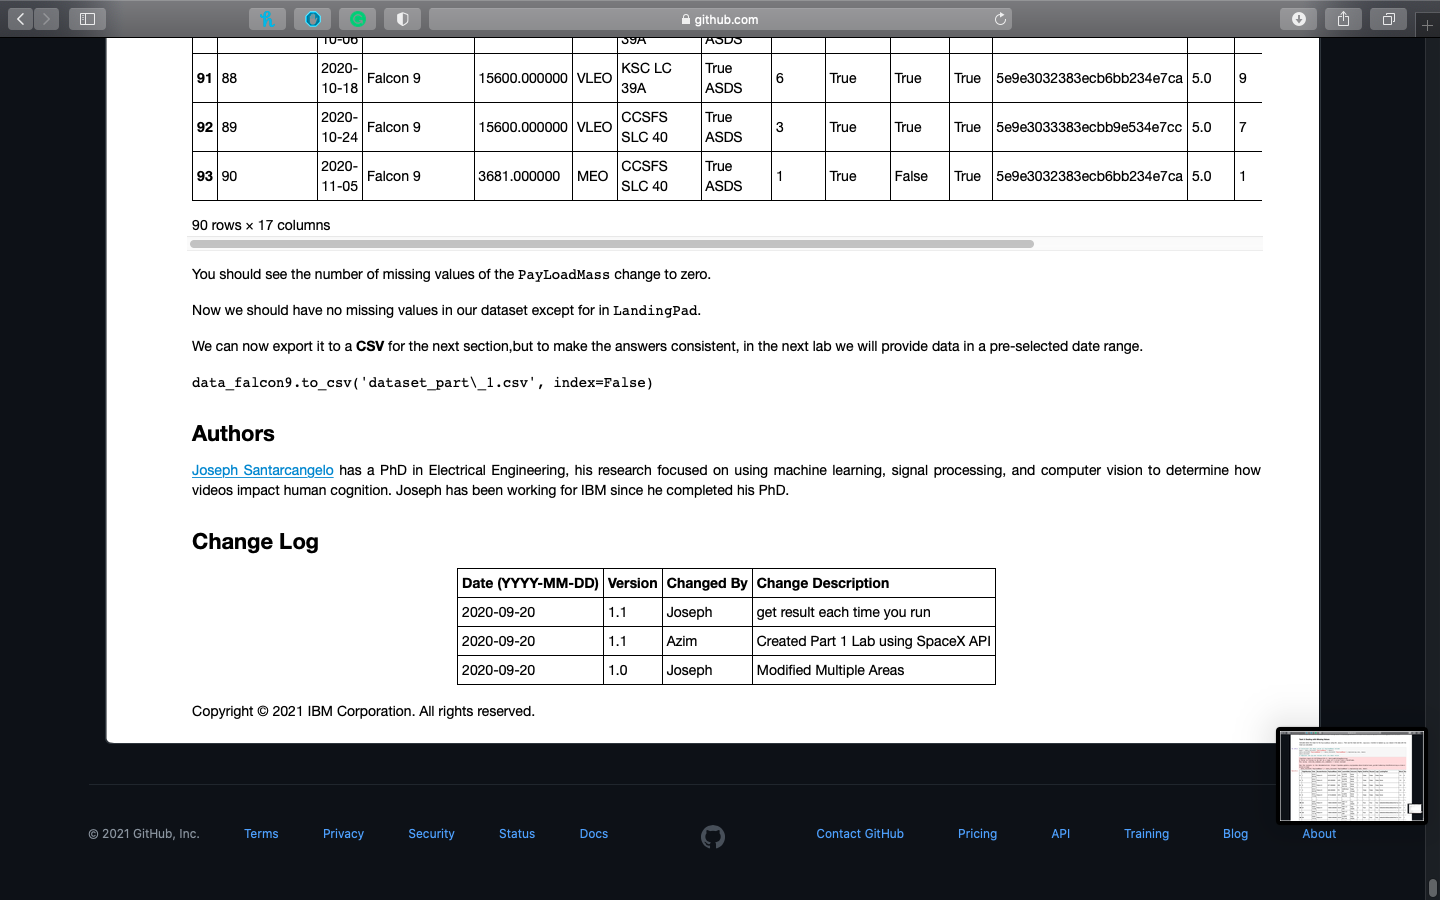 github.com
10-06 39A ASDS
91 88 2020-10-18 Falcon 9 15600.000000 VLEO KSC LC 39A True ASDS 6 True True True 5e9e3032383ecb6bb234e7ca 5.0 9
92 89 2020-10-24 Falcon 9 15600.000000 VLEO CCSFS SLC 40 True ASDS 3 True True True 5e9e3033383ecbb9e534e7cc 5.0 7
93 90 2020-11-05 Falcon 9 3681.000000 MEO CCSFS SLC 40 True ASDS 1 True False True 5e9e3032383ecb6bb234e7ca 5.0 1
90 rows × 17 columns
You should see the number of missing values of the PayLoadMass change to zero.
Now we should have no missing values in our dataset except for in LandingPad.
We can now export it to a CSV for the next section,but to make the answers consistent, in the next lab we will provide data in a pre-selected date range.
data_falcon9.to_csv('dataset_part\_1.csv', index=False)
Authors
Joseph Santarcangelo has a PhD in Electrical Engineering, his research focused on using machine learning, signal processing, and computer vision to determine how
videos impact human cognition. Joseph has been working for IBM since he completed his PhD.
Change Log
Date (YYYY-MM-DD) Version Changed By Change Description
2020-09-20 1.1 Joseph get result each time you run
2020-09-20 1.1 Azim Created Part 1 Lab using SpaceX API
2020-09-20 1.0 Joseph Modified Multiple Areas
Copyright © 2021 IBM Corporation. All rights reserved.
© 2021 GitHub, Inc. Terms Privacy Security Status Docs Contact GitHub Pricing API Training Blog About